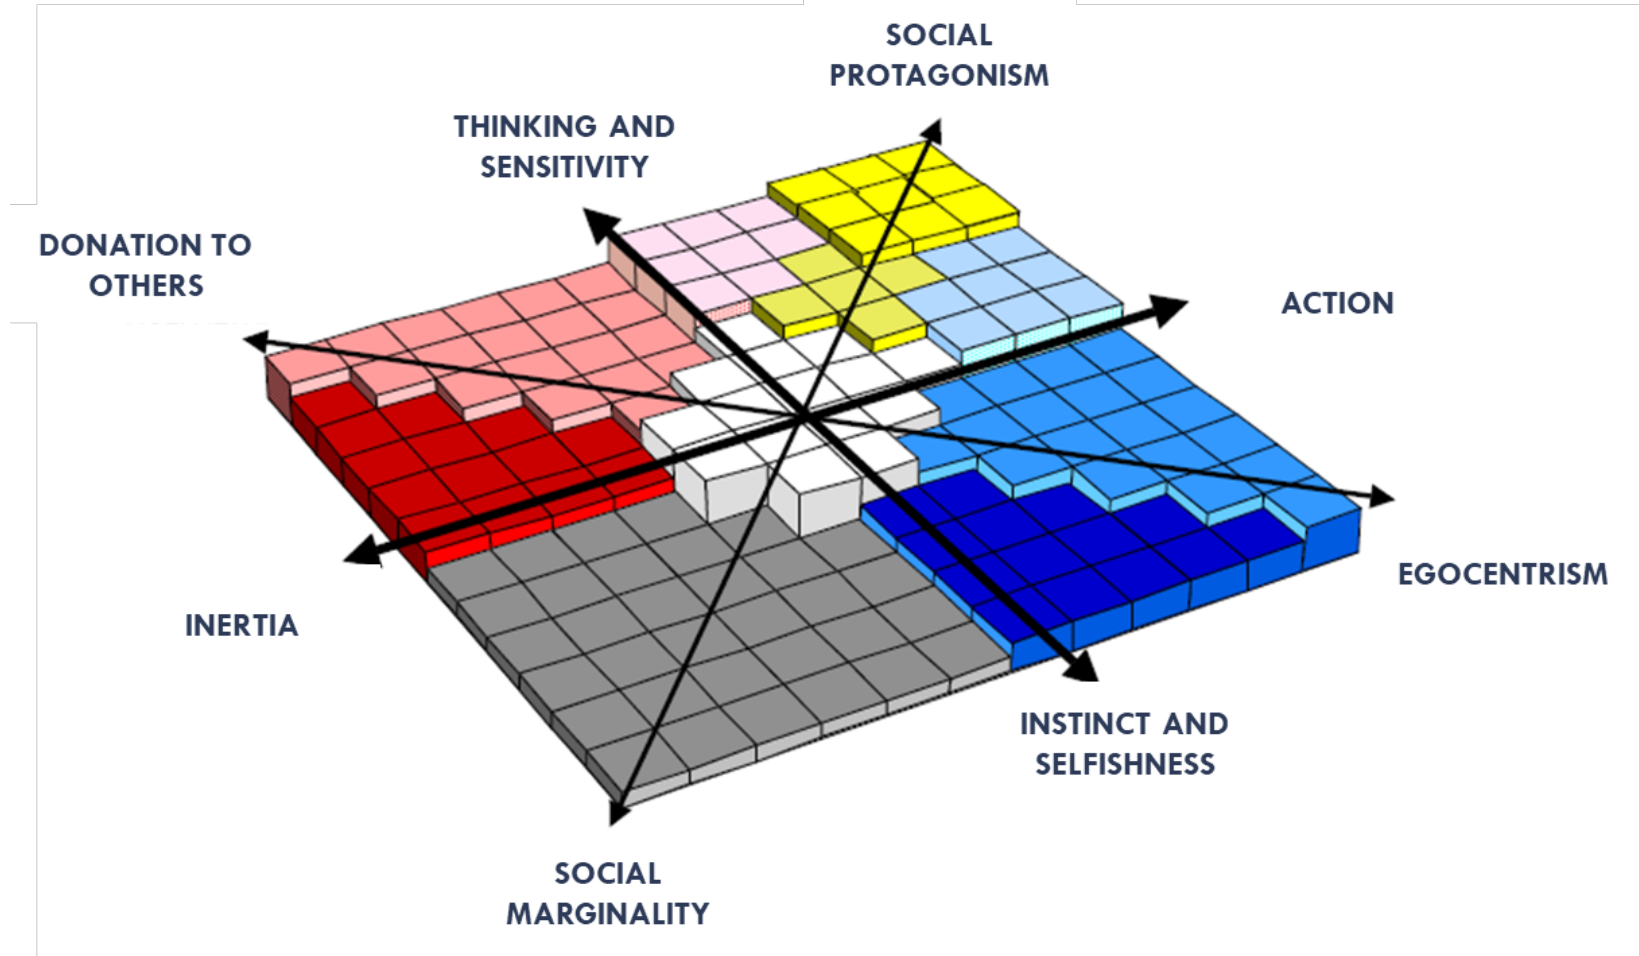 SOCIAL
PROTAGONISM
THINKING AND
SENSITIVITY
DONATION TO
OTHERS
ACTION
EGOCENTRISM
INERTIA
INSTINCT AND
SELFISHNESS
SOCIAL
MARGINALITY